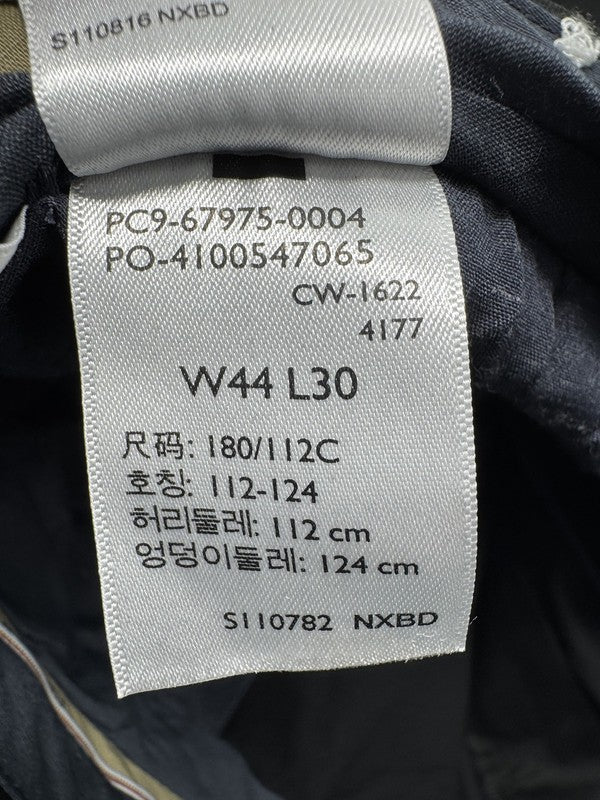 S110816 NXBD
PC9-67975-0004
PO-4100547065
CW-1622
4177
W44 L30
尺码: 180/112C
호칭: 112-124
허리둘레: 112 cm
엉덩이둘레: 124 cm
S110782 NXBD